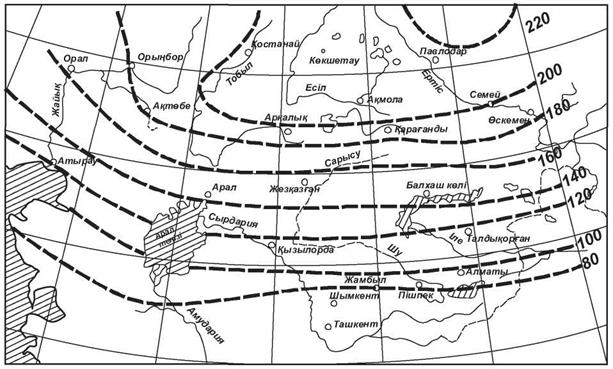 220
Қостанай
Орал
Орыңбор
Көкшетау
Павлодар
Тобыл
Ертіс
200
Есіл
Семей
Ақмола
Жайық
Ақтөбе
180
Өскемен
Арқалық
Қарағанды
160
Атырау
Сарысу
Жезқазған
Арал
Балхаш көлі
140
120
Сырдария
Арал
теңізі
Іле
Талдықорған
Қызылорда
Шу
100
Алматы
80
Жамбыл
Пішпек
Шымкент
Амудария
Ташкент